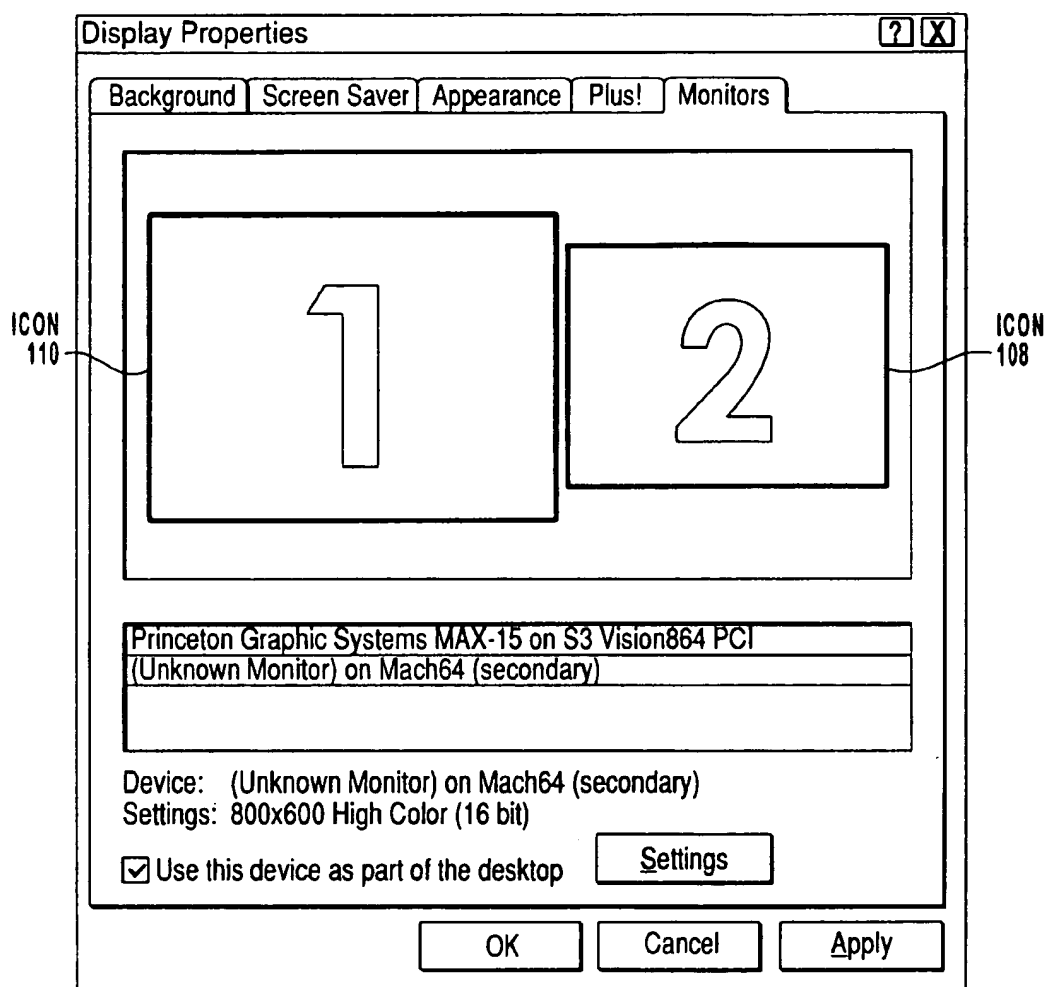 Display Properties ? X
Background Screen Saver Appearance Plus! Monitors
1 2
ICON
110
ICON
108
Princeton Graphic Systems MAX-15 on S3 Vision864 PCI
(Unknown Monitor) on Mach64 (secondary)
Device: (Unknown Monitor) on Mach64 (secondary)
Settings: 800x600 High Color (16 bit)
Use this device as part of the desktop Settings
OK Cancel Apply